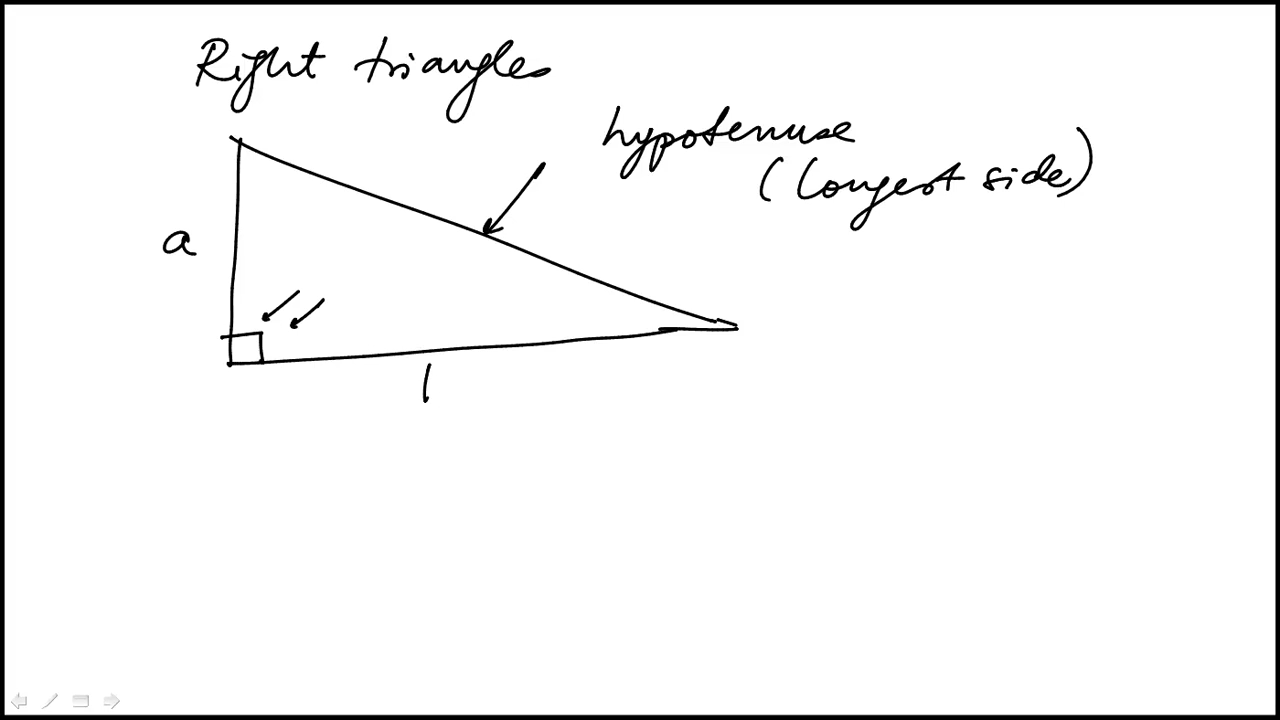 Right triangles
hypotenuse
(longest side)
a
l